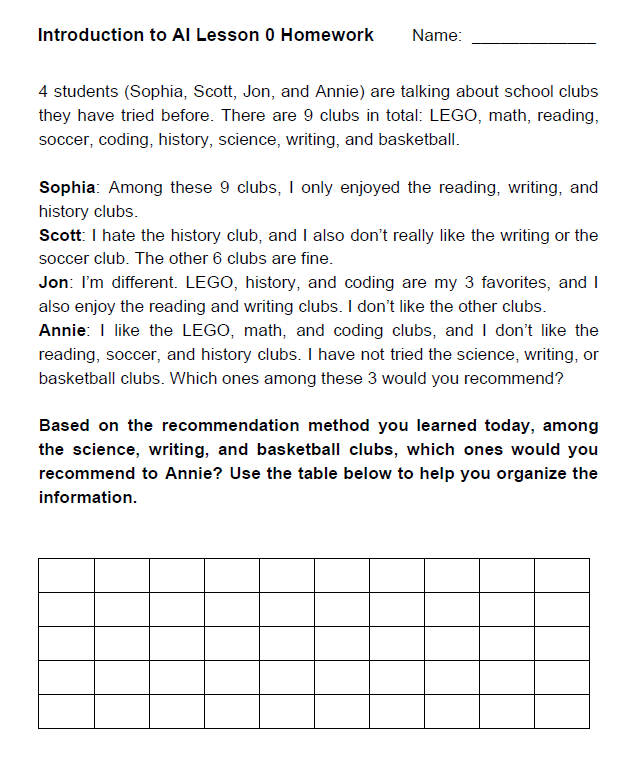 Introduction to AI Lesson 0 Homework Name: _____________
4 students (Sophia, Scott, Jon, and Annie) are talking about school clubs
they have tried before. There are 9 clubs in total: LEGO, math, reading,
soccer, coding, history, science, writing, and basketball.
Sophia: Among these 9 clubs, I only enjoyed the reading, writing, and
history clubs.
Scott: I hate the history club, and I also don't really like the writing or the
soccer club. The other 6 clubs are fine.
Jon: I'm different. LEGO, history, and coding are my 3 favorites, and I
also enjoy the reading and writing clubs. I don't like the other clubs.
Annie: I like the LEGO, math, and coding clubs, and I don't like the
reading, soccer, and history clubs. I have not tried the science, writing, or
basketball clubs. Which ones among these 3 would you recommend?
Based on the recommendation method you learned today, among
the science, writing, and basketball clubs, which ones would you
recommend to Annie? Use the table below to help you organize the
information.